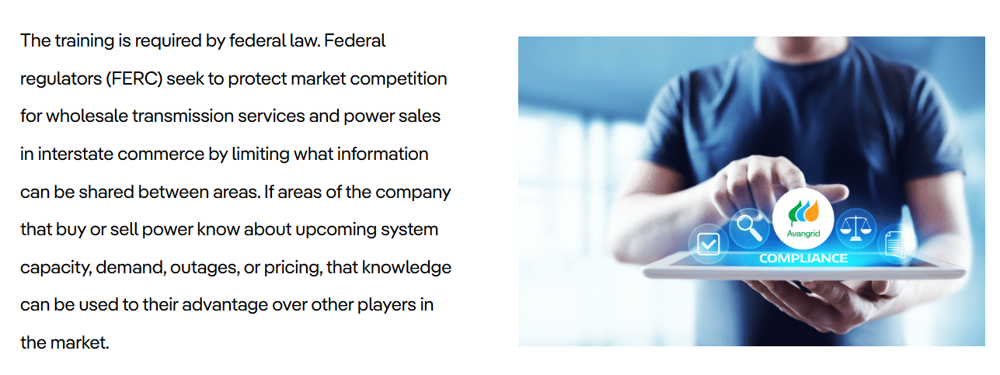 The training is required by federal law. Federal
regulators (FERC) seek to protect market competition
for wholesale transmission services and power sales
in interstate commerce by limiting what information
can be shared between areas. If areas of the company
that buy or sell power know about upcoming system
capacity, demand, outages, or pricing, that knowledge
can be used to their advantage over other players in
the market.
Avangrid
COMPLIANCE